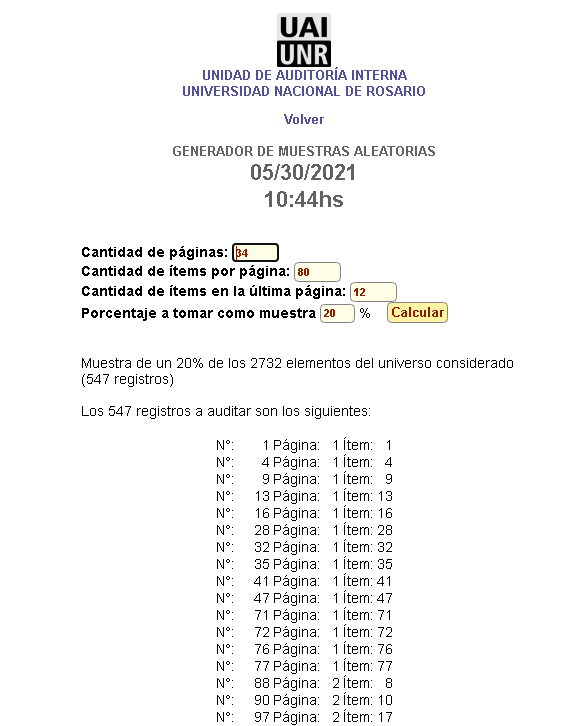 UAI
UNR
UNIDAD DE AUDITORÍA INTERNA
UNIVERSIDAD NACIONAL DE ROSARIO
Volver
GENERADOR DE MUESTRAS ALEATORIAS
05/30/2021
10:44hs
Cantidad de páginas: 34
Cantidad de ítems por página: 80
Cantidad de ítems en la última página: 12
Porcentaje a tomar como muestra 20 % Calcular
Muestra de un 20% de los 2732 elementos del universo considerado
(547 registros)
Los 547 registros a auditar son los siguientes:
N°: 1 Página: 1 Ítem: 1
N°: 4 Página: 1 Ítem: 4
N°: 9 Página: 1 Ítem: 9
N°: 13 Página: 1 Ítem: 13
N°: 16 Página: 1 Ítem: 16
N°: 28 Página: 1 Ítem: 28
N°: 32 Página: 1 Ítem: 32
N°: 35 Página: 1 Ítem: 35
N°: 41 Página: 1 Ítem: 41
N°: 47 Página: 1 Ítem: 47
N°: 71 Página: 1 Ítem: 71
N°: 72 Página: 1 Ítem: 72
N°: 76 Página: 1 Ítem: 76
N°: 77 Página: 1 Ítem: 77
N°: 88 Página: 2 Ítem: 8
N°: 90 Página: 2 Ítem: 10
N°: 97 Página: 2 Ítem: 17